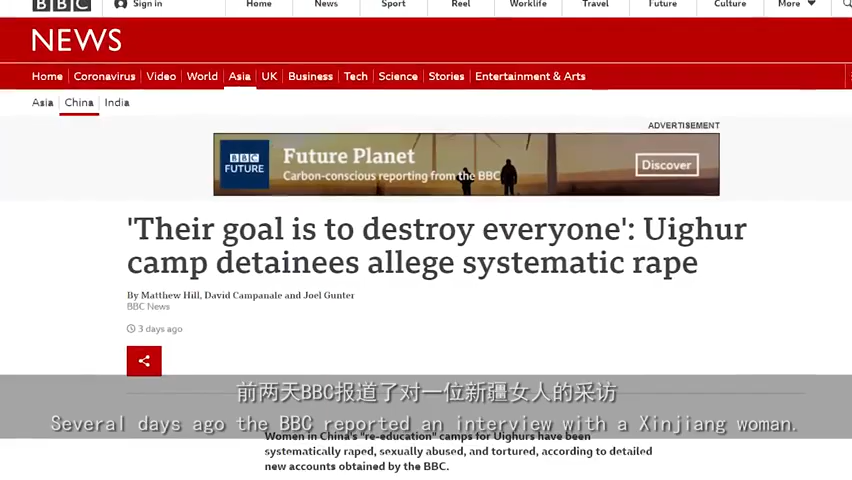 BBC Sign in Home News Sport Reel Worklife Travel Future Culture More
NEWS
Home Coronavirus Video World Asia UK Business Tech Science Stories Entertainment & Arts
Asia China India
ADVERTISEMENT
BBC FUTURE
Future Planet
Carbon-conscious reporting from the BBC
Discover
'Their goal is to destroy everyone': Uighur
camp detainees allege systematic rape
By Matthew Hill, David Campanale and Joel Gunter
BBC News
3 days ago
前两天BBC报道了对一位新疆女人的采访
Several days ago the BBC reported an interview with a Xinjiang woman.
Women in China's "re-education" camps for Uighurs have been
systematically raped, sexually abused, and tortured, according to detailed
new accounts obtained by the BBC.